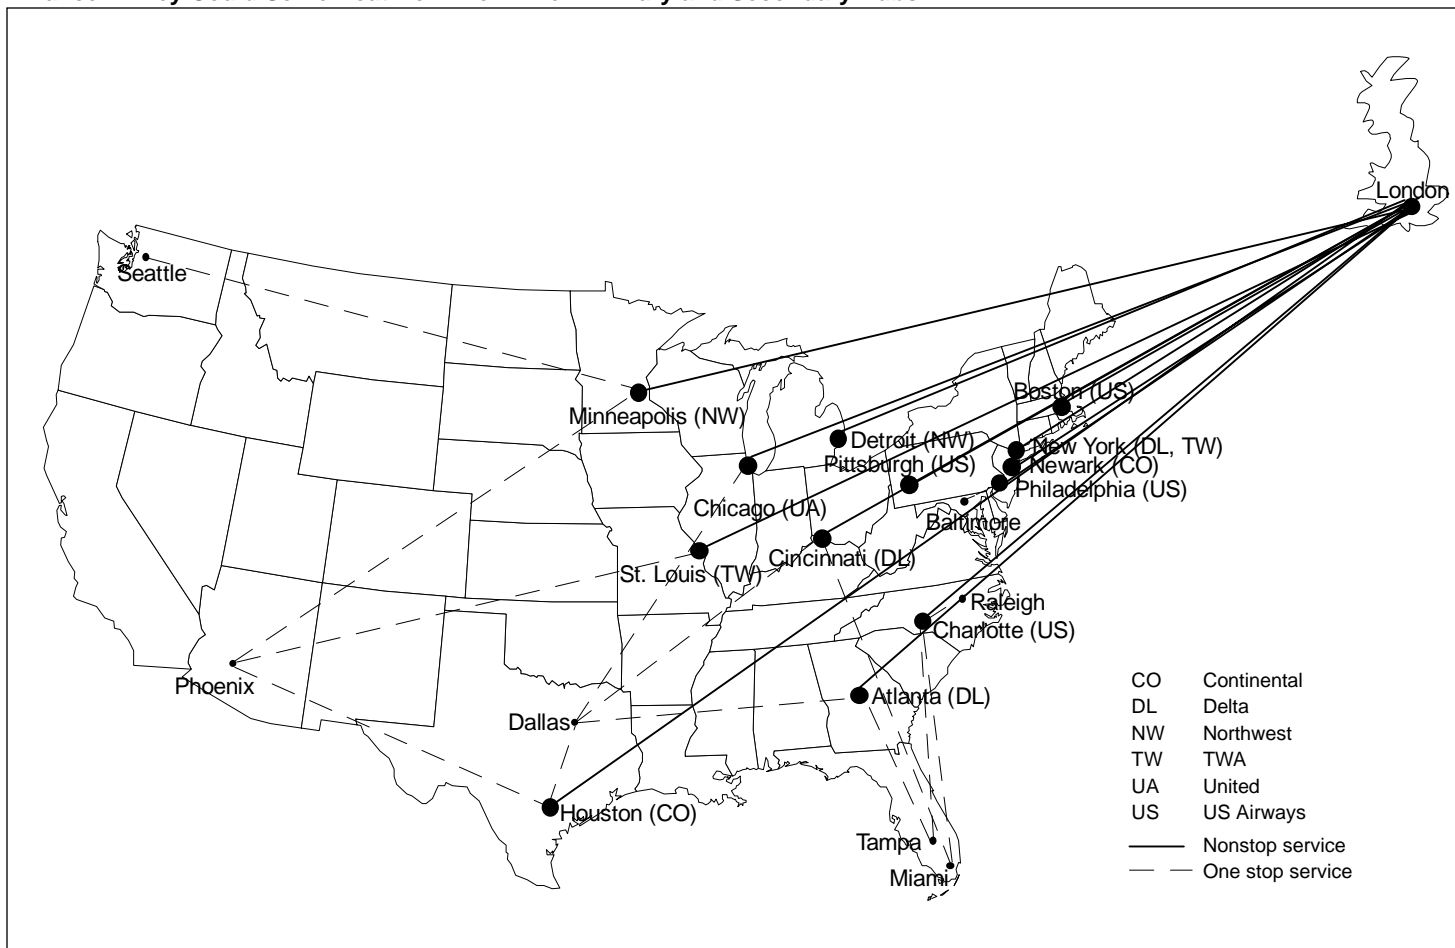 London
Seattle
Boston (US)
Minneapolis (NW)
Detroit (NW)
New York (DL, TW)
Pittsburgh (US)
Newark (CO)
Philadelphia (US)
Chicago (UA)
Baltimore
Cincinnati (DL)
St. Louis (TW)
Raleigh
Charlotte (US)
Phoenix
Atlanta (DL)
Dallas
Houston (CO)
Tampa
Miami
CO Continental
DL Delta
NW Northwest
TW TWA
UA United
US US Airways
Nonstop service
One stop service